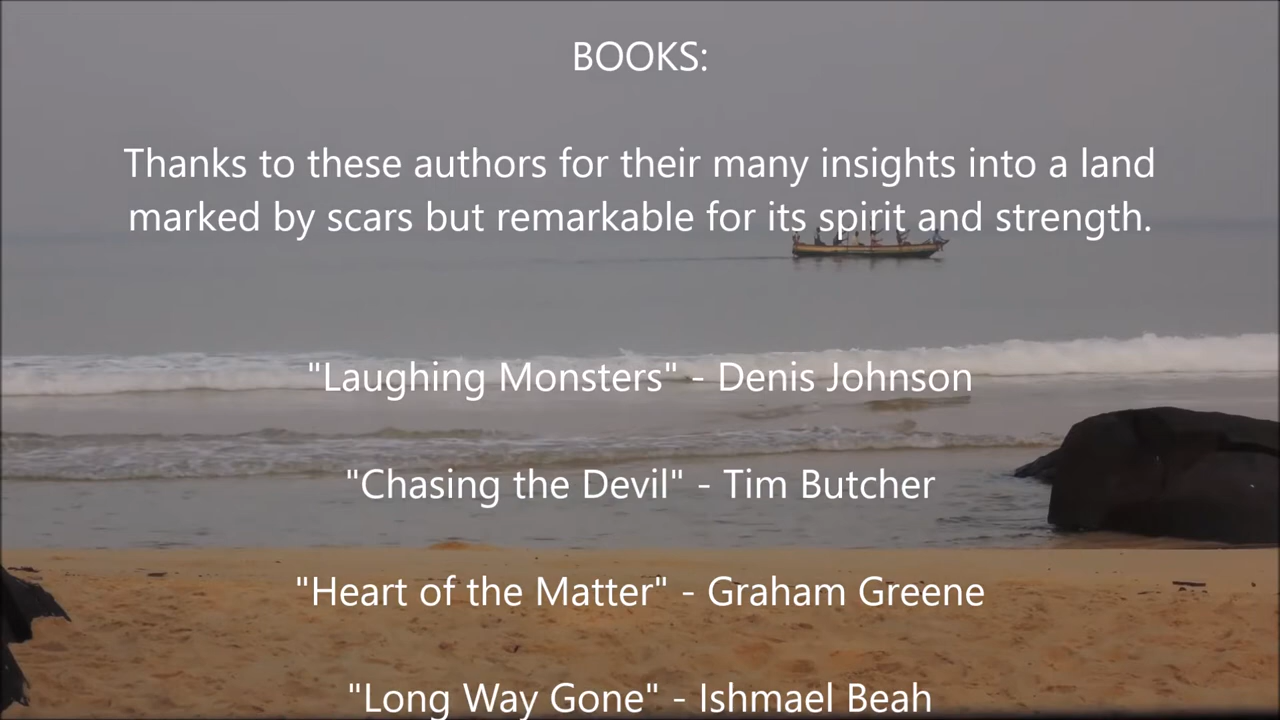 BOOKS:
Thanks to these authors for their many insights into a land
marked by scars but remarkable for its spirit and strength.
"Laughing Monsters" - Denis Johnson
"Chasing the Devil" - Tim Butcher
"Heart of the Matter" - Graham Greene
"Long Way Gone" - Ishmael Beah